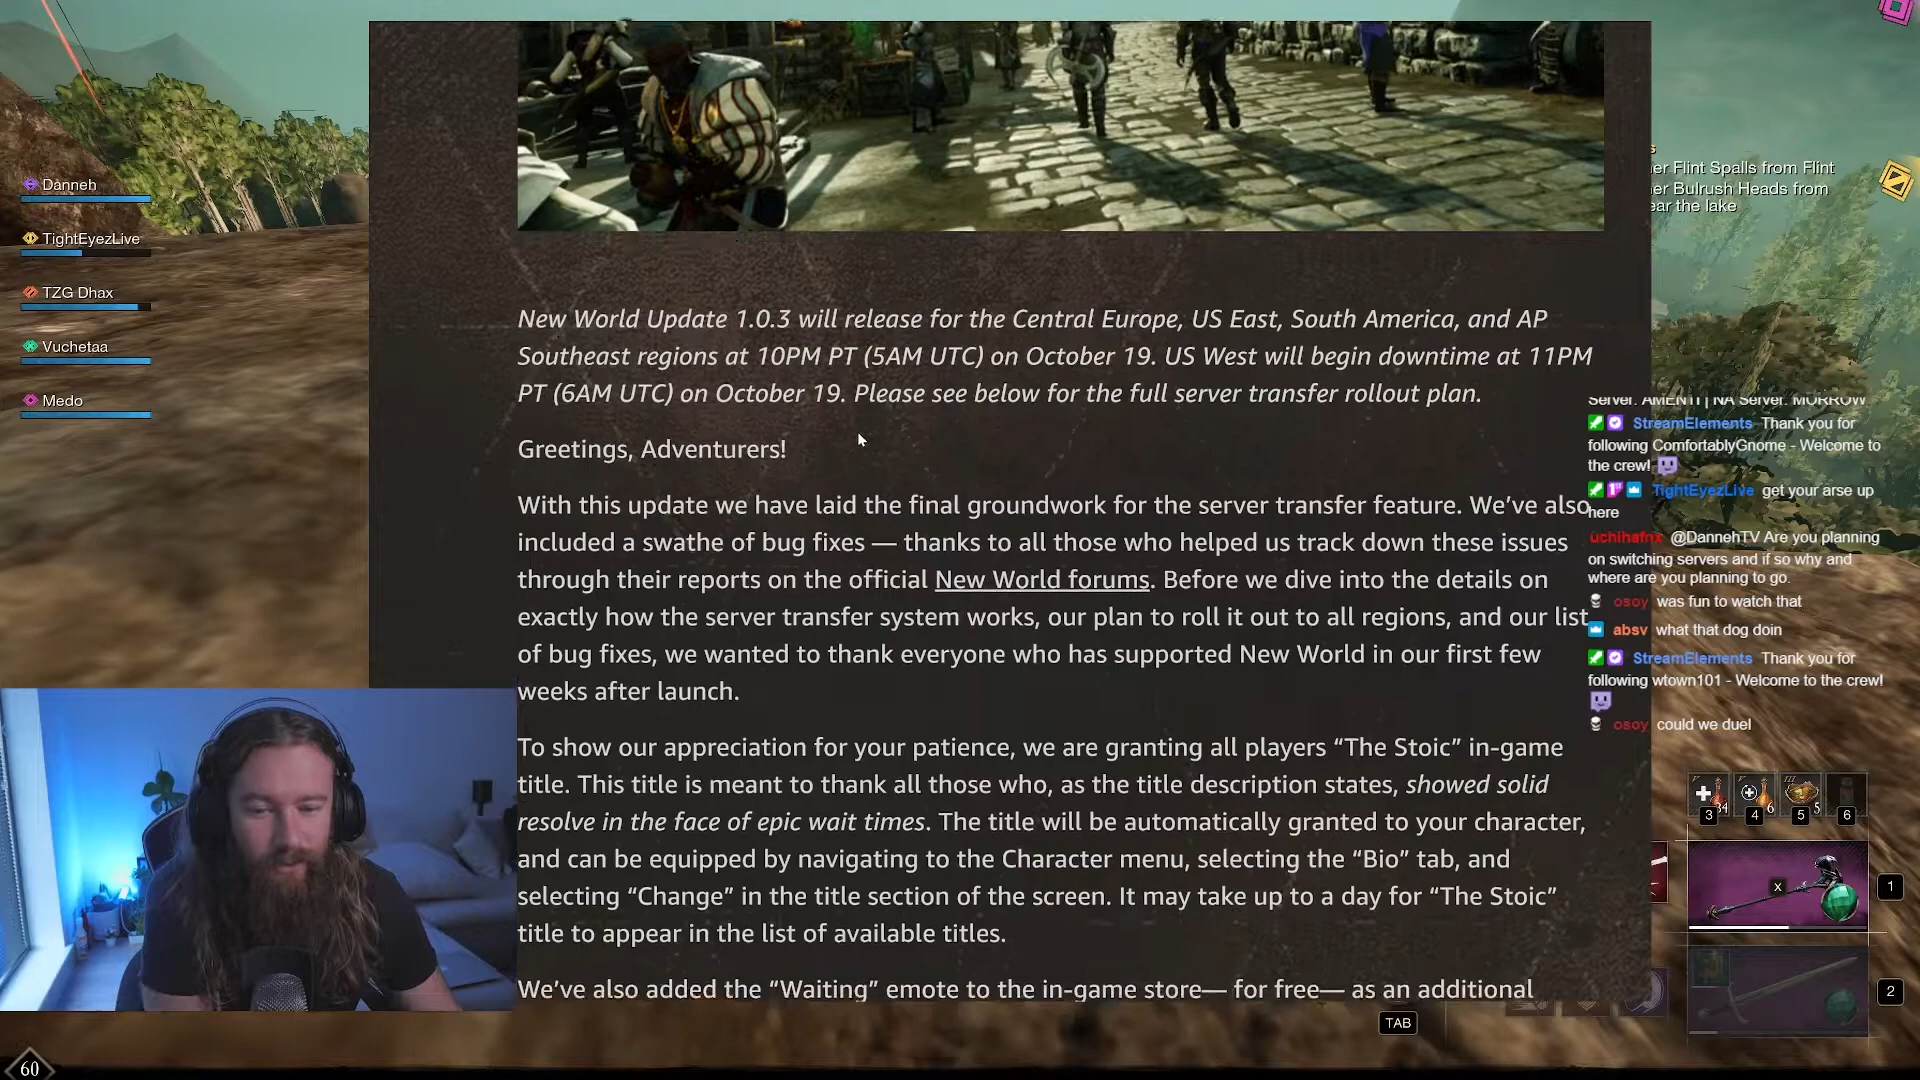 Danneh
TightEyezLive
TZG Dhax
Vuchetaa
Medo
New World Update 1.0.3 will release for the Central Europe, US East, South America, and AP
Southeast regions at 10PM PT (5AM UTC) on October 19. US West will begin downtime at 11PM
PT (6AM UTC) on October 19. Please see below for the full server transfer rollout plan.
Greetings, Adventurers!
With this update we have laid the final groundwork for the server transfer feature. We’ve also
included a swathe of bug fixes — thanks to all those who helped us track down these issues
through their reports on the official New World forums. Before we dive into the details on
exactly how the server transfer system works, our plan to roll it out to all regions, and our list
of bug fixes, we wanted to thank everyone who has supported New World in our first few
weeks after launch.
To show our appreciation for your patience, we are granting all players “The Stoic” in-game
title. This title is meant to thank all those who, as the title description states, showed solid
resolve in the face of epic wait times. The title will be automatically granted to your character,
and can be equipped by navigating to the Character menu, selecting the “Bio” tab, and
selecting “Change” in the title section of the screen. It may take up to a day for “The Stoic”
title to appear in the list of available titles.
We’ve also added the “Waiting” emote to the in-game store— for free— as an additional
s
er Flint Spalls from Flint
er Bulrush Heads from
ear the lake
Server: AMENTI | NA Server: MORROW
StreamElements Thank you for
following ComfortablyGnome - Welcome to
the crew!
TightEyezLive get your arse up
here
uchihafnx @DannehTV Are you planning
on switching servers and if so why and
where are you planning to go.
osoy was fun to watch that
absv what that dog doin
StreamElements Thank you for
following wtown101 - Welcome to the crew!
osoy could we duel
6 5
3 4 5 6
X
1
2
TAB
60